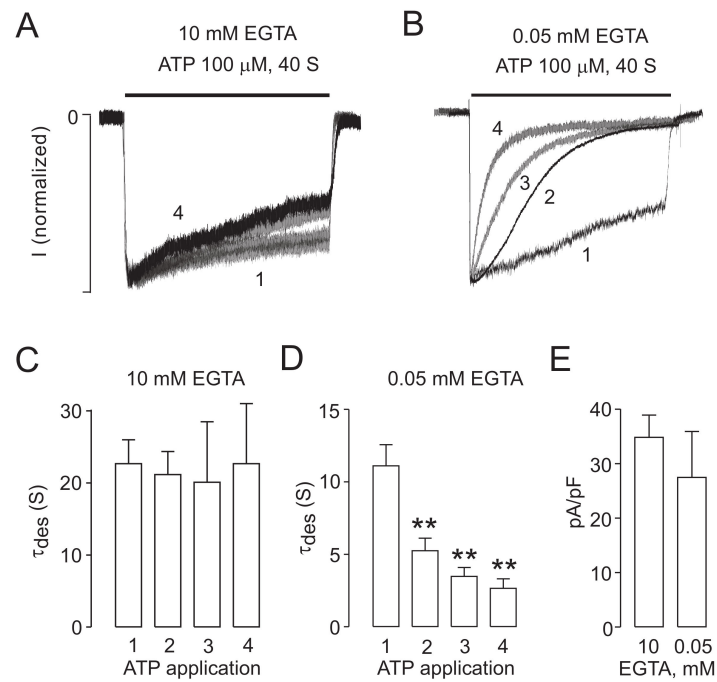 A
10 mM EGTA
ATP 100 μM, 40 S
0
I (normalized)
4
1
B
0.05 mM EGTA
ATP 100 μM, 40 S
4
3
2
1
C
10 mM EGTA
30
20
10
0
τdes (S)
1 2 3 4
ATP application
D
0.05 mM EGTA
15
10
5
0
τdes (S)
**
**
**
1 2 3 4
ATP application
E
40
30
20
10
0
pA/pF
10 0.05
EGTA, mM